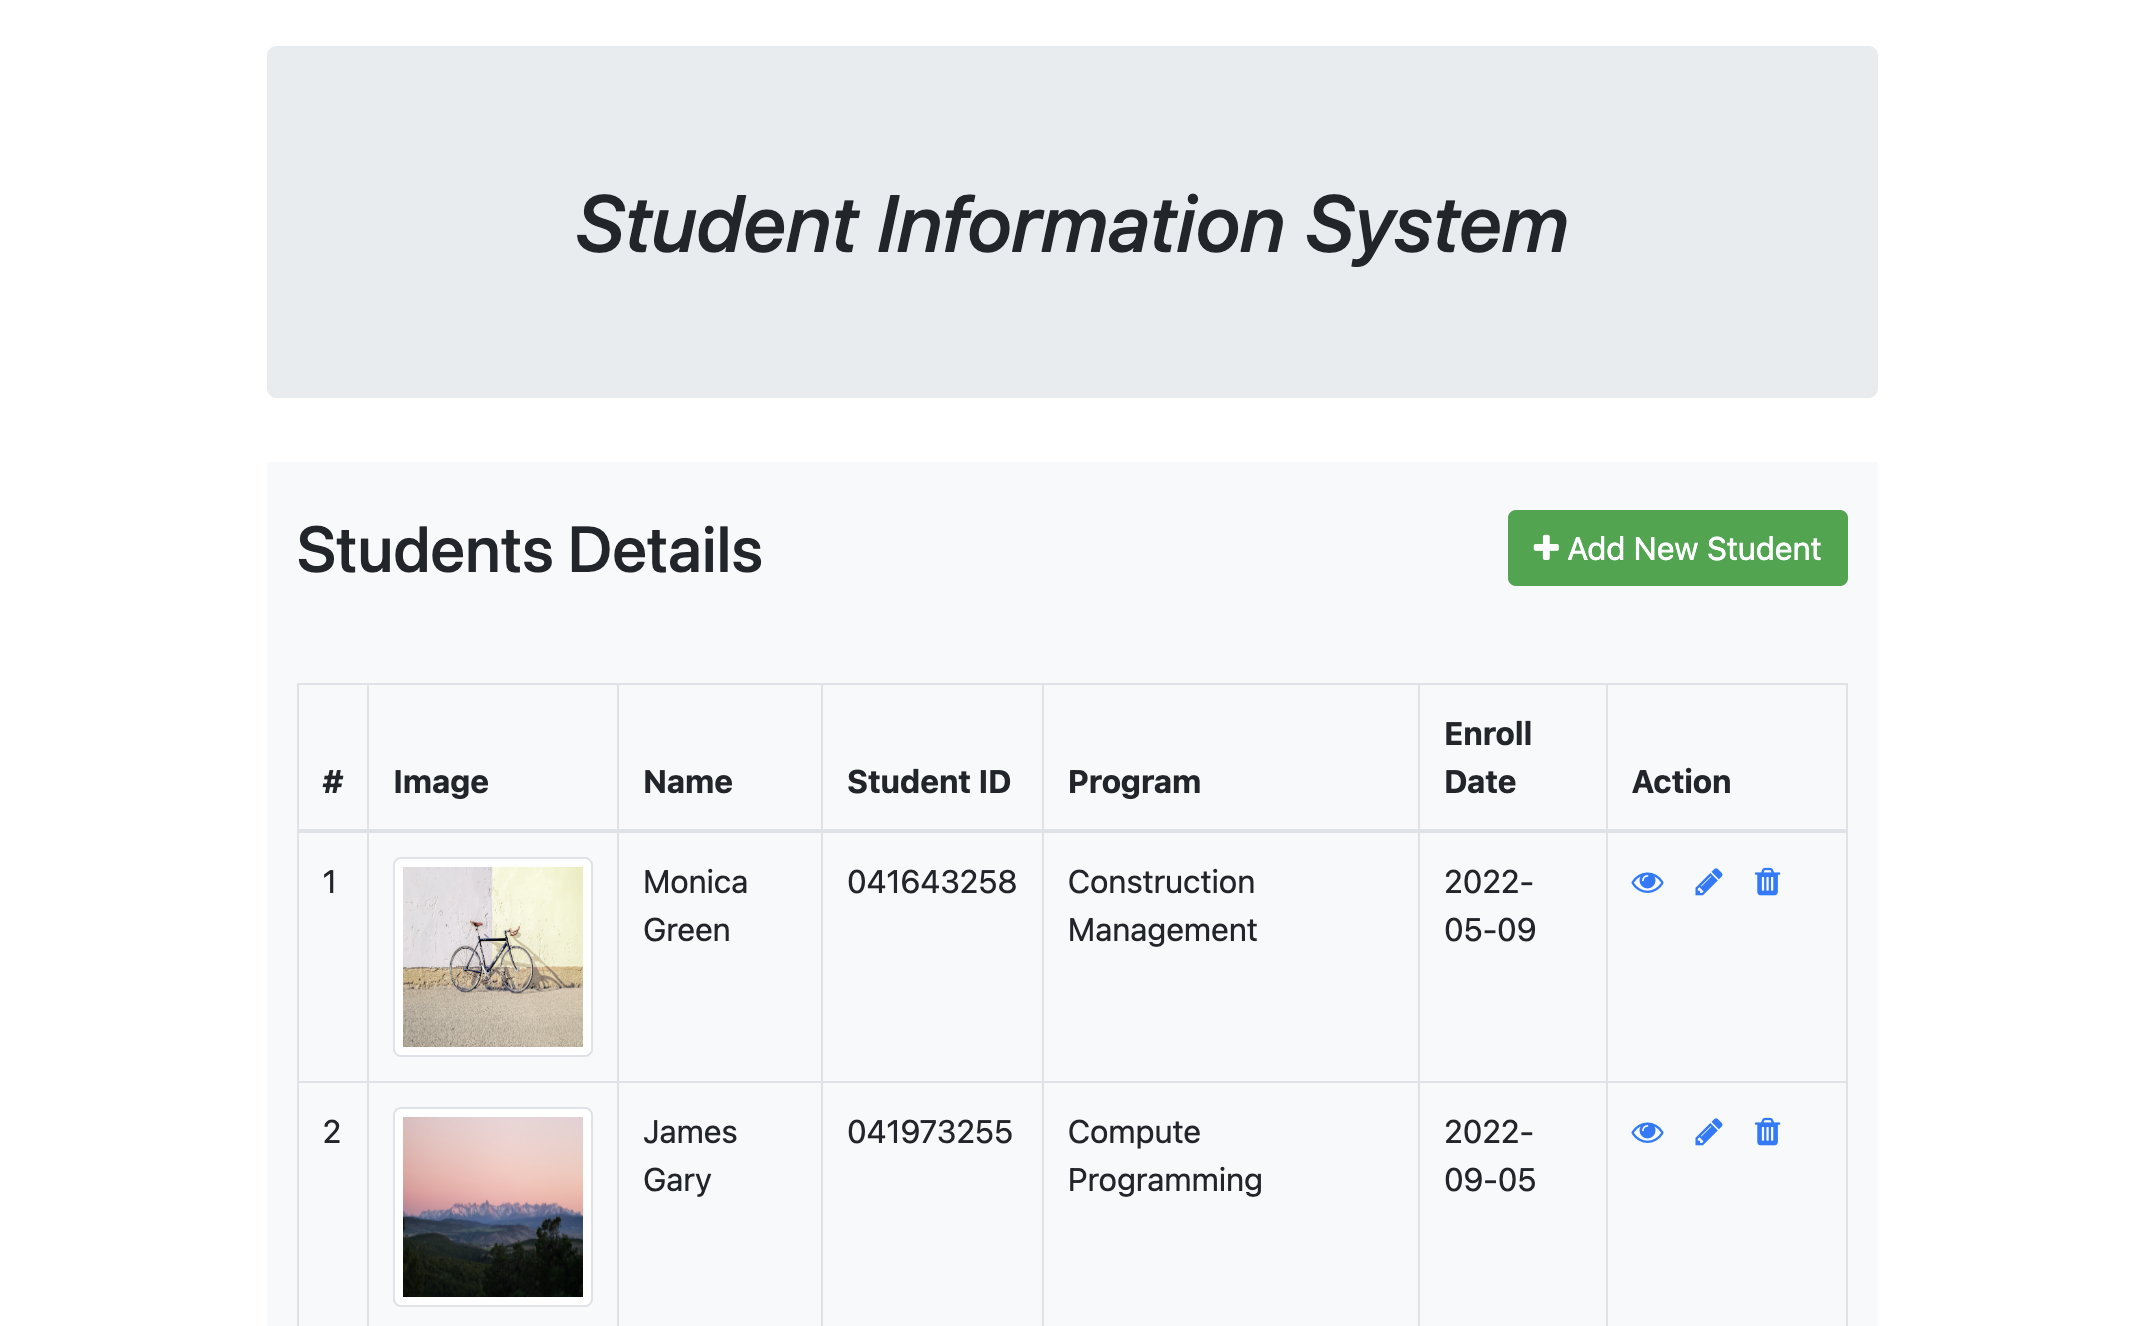 Student Information System
Students Details
Add New Student
# Image Name Student ID Program Enroll Date Action
1 Monica Green 041643258 Construction Management 2022-05-09
2 James Gary 041973255 Compute Programming 2022-09-05